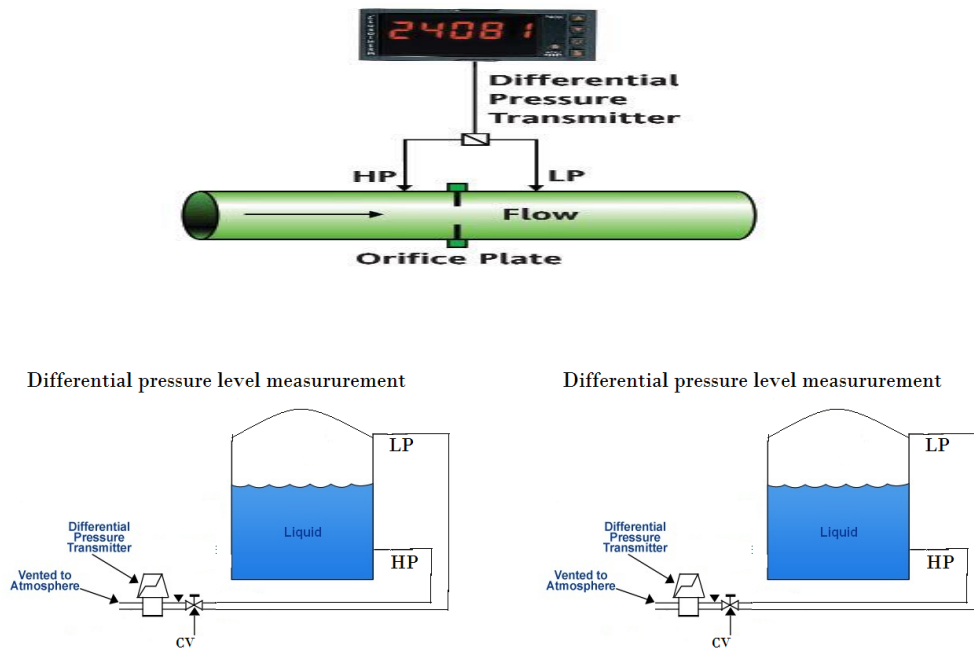 24081
Differential
Pressure
Transmitter
HP
LP
Flow
Orifice Plate
Differential pressure level measururement
LP
Liquid
Differential
Pressure
Transmitter
HP
Vented to
Atmosphere
CV
Differential pressure level measururement
LP
Liquid
Differential
Pressure
Transmitter
HP
Vented to
Atmosphere
CV